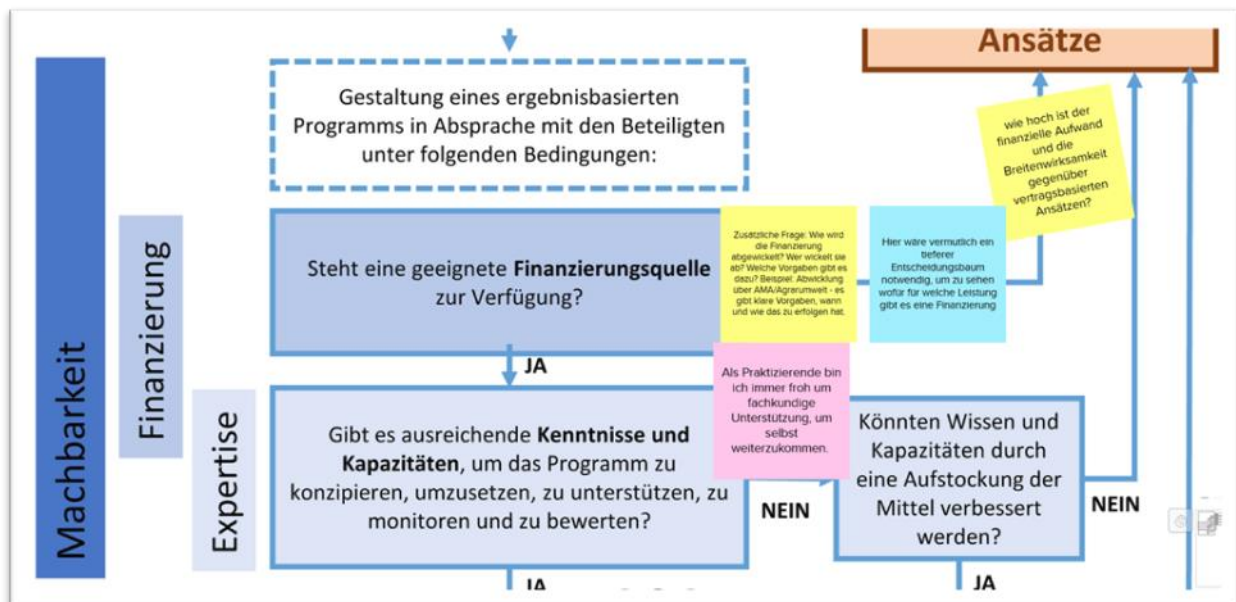 Ansätze
Gestaltung eines ergebnisbasierten
Programms in Absprache mit den Beteiligten
unter folgenden Bedingungen:
wie hoch ist der
finanzielle Aufwand
und die
Breitenwirksamkeit
gegenüber
vertragsbasierten
Ansätzen?
Machbarkeit
Finanzierung
Steht eine geeignete Finanzierungsquelle
zur Verfügung?
Zusätzliche Frage: Wie wird
die Finanzierung
abgewickelt? Wer wickelt sie
ab? Welche Vorgaben gibt es
dazu? Beispiel: Abwicklung
über AMA/Agrarumwelt - es
gibt klare Vorgaben, wann
und wie das zu erfolgen hat.
Hier wäre vermutlich ein
tieferer
Entscheidungsbaum
notwendig, um zu sehen
wofür für welche Leistung
gibt es eine Finanzierung
JA
Als Praktizierende bin
ich immer froh um
fachkundige
Unterstützung, um
selbst
weiterzukommen.
Expertise
Gibt es ausreichende Kenntnisse und
Kapazitäten, um das Programm zu
konzipieren, umzusetzen, zu unterstützen, zu
monitoren und zu bewerten?
NEIN
Könnten Wissen und
Kapazitäten durch
eine Aufstockung der
Mittel verbessert
werden?
NEIN
JA
JA